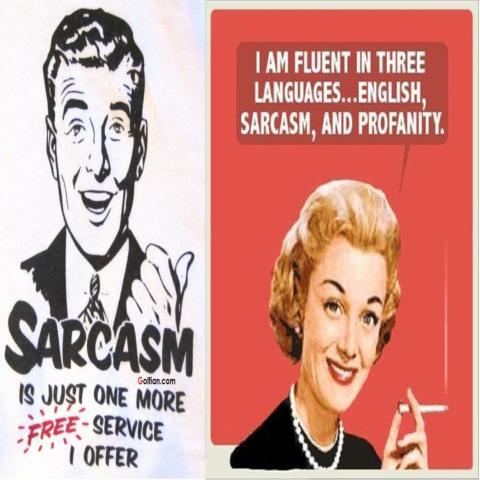 SARCASM
Golfian.com
IS JUST ONE MORE
FREE SERVICE
I OFFER
I AM FLUENT IN THREE
LANGUAGES...ENGLISH,
SARCASM, AND PROFANITY.